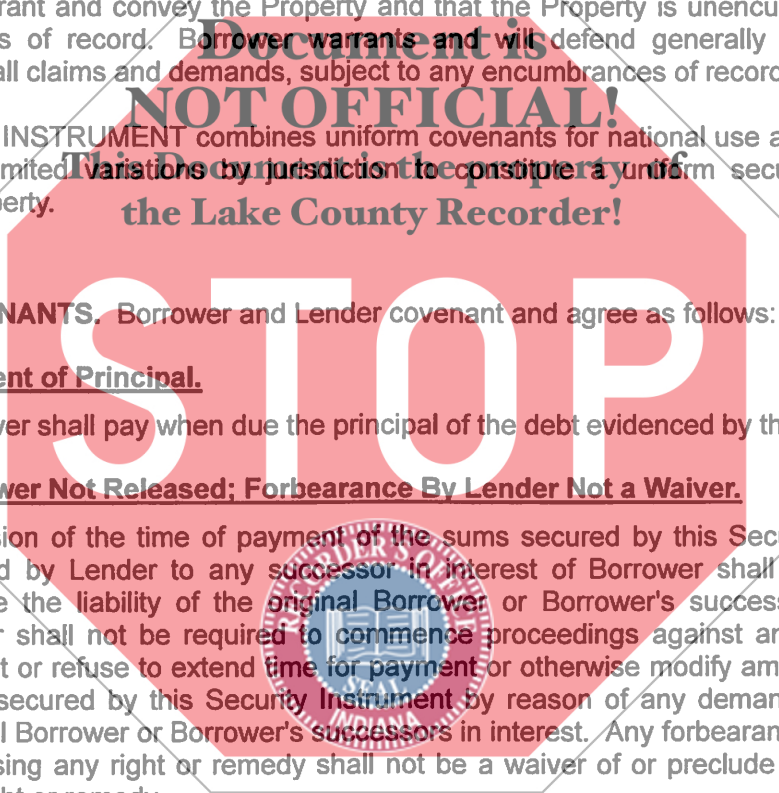 rant and convey the Property and that the Property is unencu
s of record. Borrower warrants and will defend generally
all claims and demands, subject to any encumbrances of record
Document is
NOT OFFICIAL!
INSTRUMENT combines uniform covenants for national use a
mited variations by jurisdiction to constitute a uniform secu
perty.
This Document is the property of
the Lake County Recorder!
STOP
NANTS. Borrower and Lender covenant and agree as follows:
ent of Principal.
ver shall pay when due the principal of the debt evidenced by th
wer Not Released; Forbearance By Lender Not a Waiver.
ion of the time of payment of the sums secured by this Secu
d by Lender to any successor in interest of Borrower shall
e the liability of the original Borrower or Borrower's success
r shall not be required to commence proceedings against an
t or refuse to extend time for payment or otherwise modify am
secured by this Security Instrument by reason of any deman
l Borrower or Borrower's successors in interest. Any forbearan
sing any right or remedy shall not be a waiver of or preclude
RECORDER'S OFFICE
SEAL
INDIANA